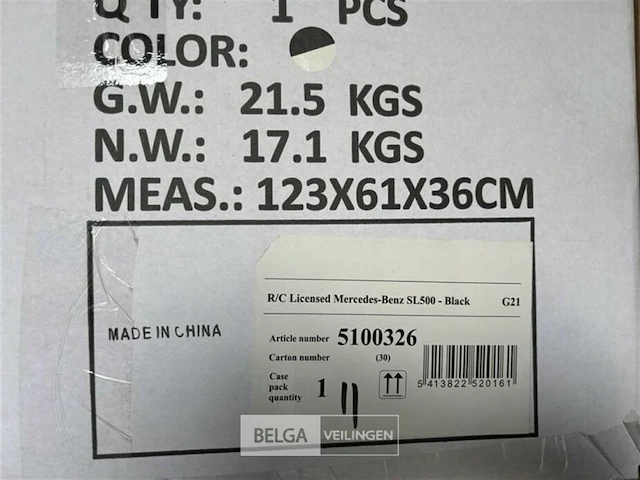 Q'TY: 1 PCS
COLOR:
G.W.: 21.5 KGS
N.W.: 17.1 KGS
MEAS.: 123X61X36CM
R/C Licensed Mercedes-Benz SL500 - Black G21
MADE IN CHINA
Article number 5100326
Carton number (30)
Case pack quantity 1 11
5 413822 520161
BELGA VEILINGEN